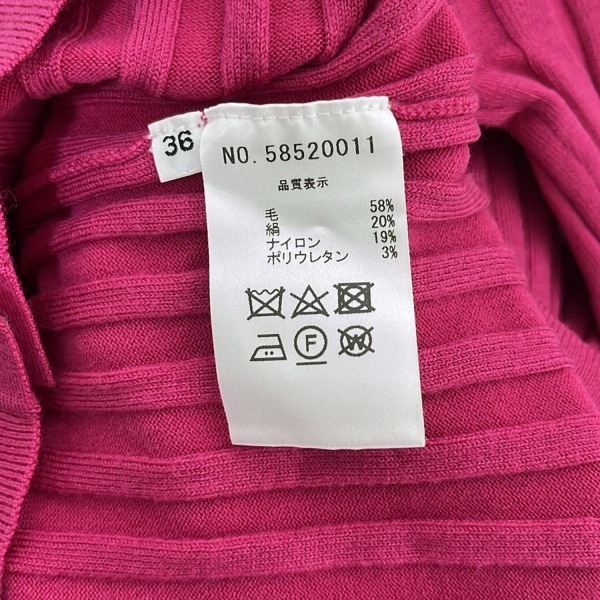 36
NO.58520011
品質表示
毛 58%
絹 20%
ナイロン 19%
ポリウレタン 3%
F W